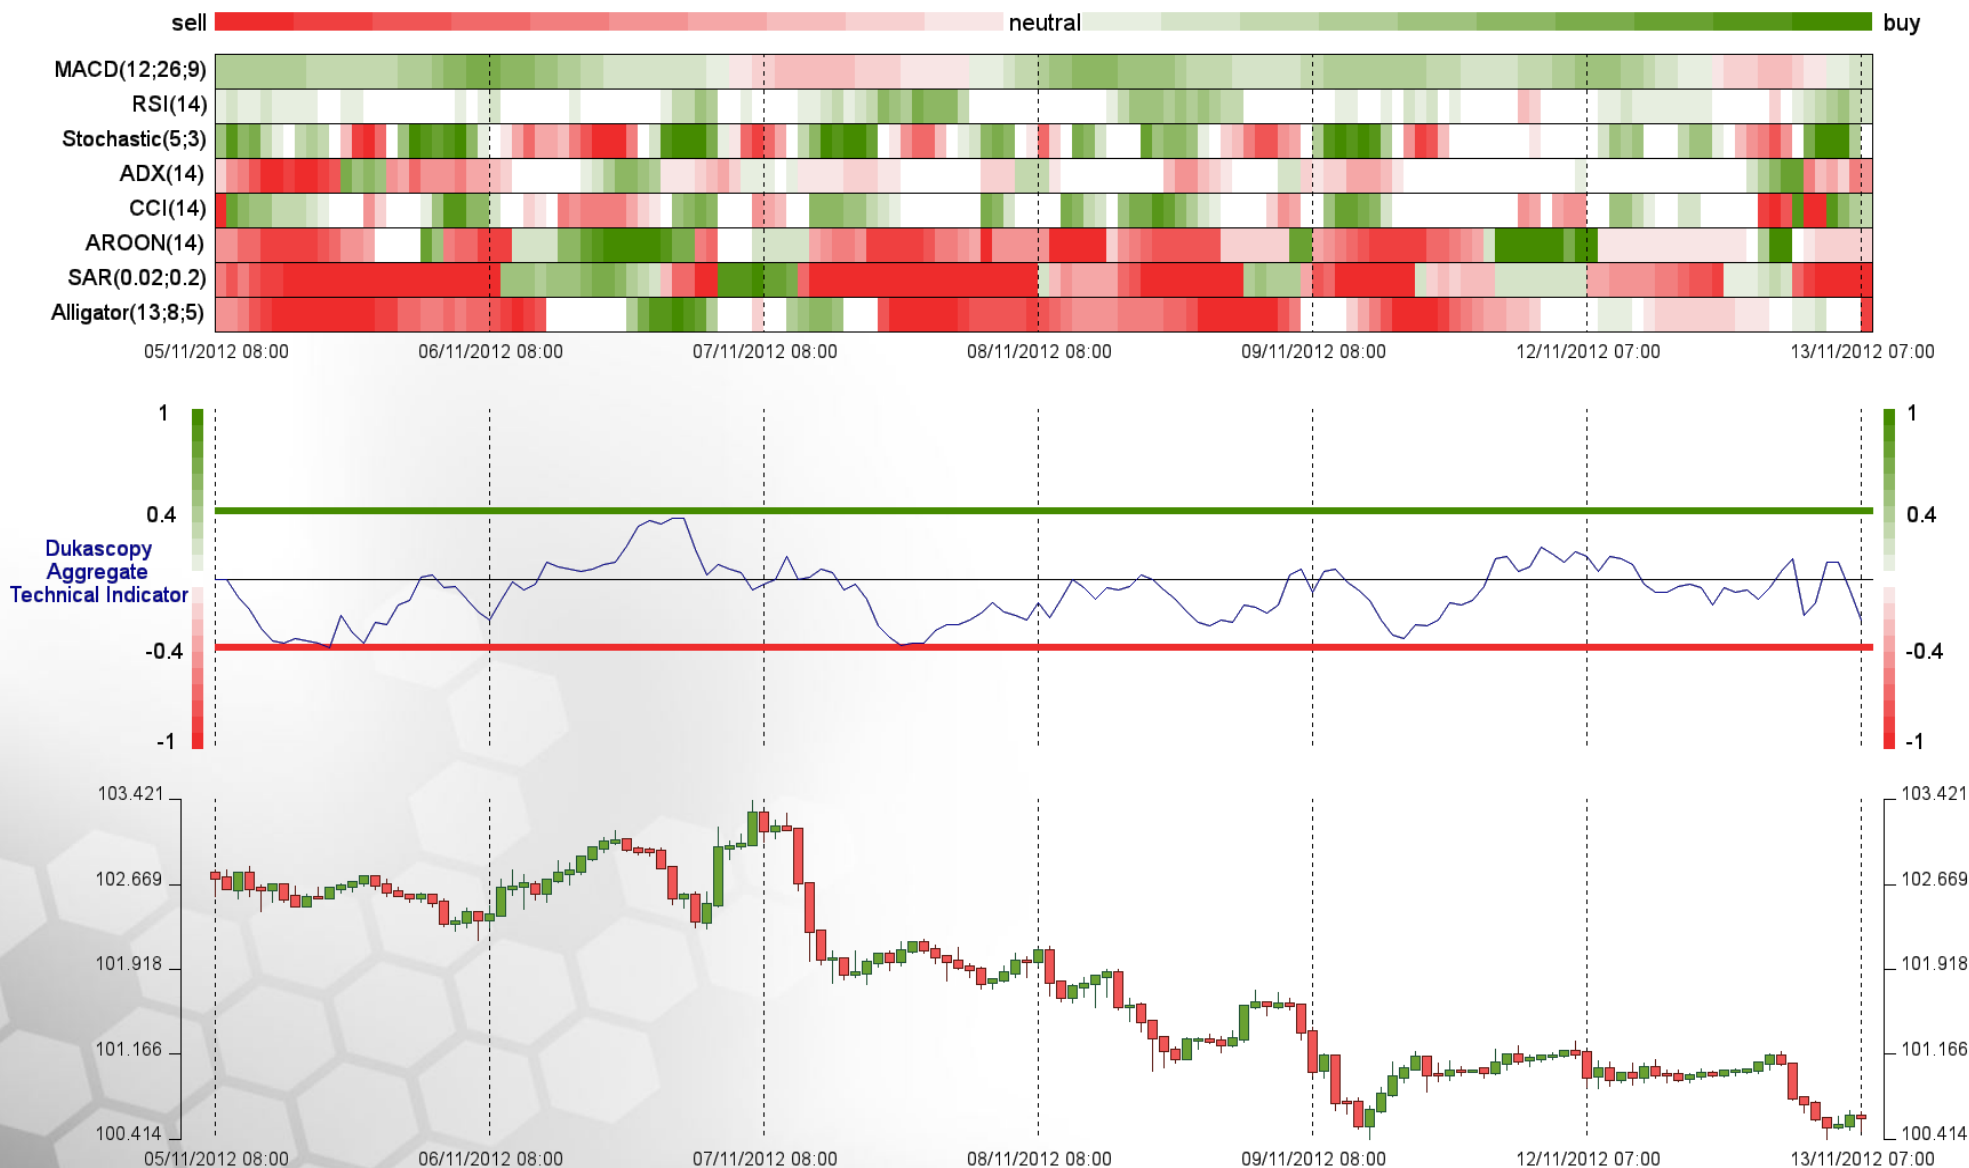 sell neutral buy
MACD(12;26;9)
RSI(14)
Stochastic(5;3)
ADX(14)
CCI(14)
AROON(14)
SAR(0.02;0.2)
Alligator(13;8;5)
05/11/2012 08:00 06/11/2012 08:00 07/11/2012 08:00 08/11/2012 08:00 09/11/2012 08:00 12/11/2012 07:00 13/11/2012 07:00
1 1
0.4 0.4
Dukascopy
Aggregate
Technical Indicator
-0.4 -0.4
-1 -1
103.421 103.421
102.669 102.669
101.918 101.918
101.166 101.166
100.414 100.414
05/11/2012 08:00 06/11/2012 08:00 07/11/2012 08:00 08/11/2012 08:00 09/11/2012 08:00 12/11/2012 07:00 13/11/2012 07:00